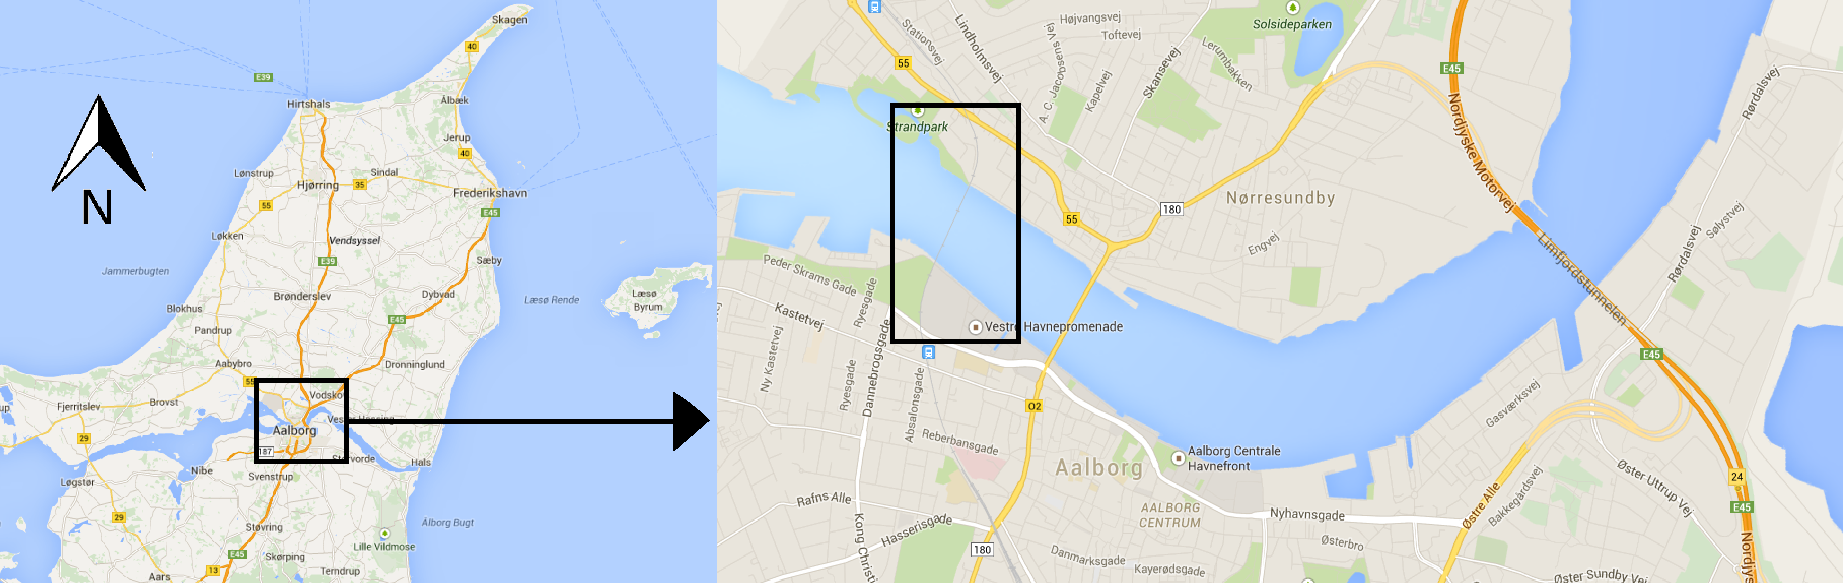 Skagen
40
E39
Hirtshals
Ålbæk
Jerup
40
Lønstrup
Sindal
Hjørring
35
Frederikshavn
N
55
E45
Løkken
Vendsyssel
E39
Sæby
Jammerbugten
Brønderslev
Dybvad
Læsø Rende
Læsø
Byrum
Blokhus
E45
Pandrup
Aabybro
Dronninglund
Vodskov
Fjerritslev
Brovst
Aalborg
29
187
Hals
Nibe
Løgstør
Svenstrup
29
Ålborg Bugt
Støvring
E45
Skørping
Lille Vildmose
13
Aars
Terndrup
Stationsvej
Lindholmsvej
Højvangsvej
Toftevej
Solsideparken
55
A. C. Jacobsens Vej
Kapelvej
Skansevej
Lerumbakken
E45
Nordjyske Motorvej
Rørdalsvej
Strandpark
Nørresundby
180
55
Engvej
Limfjordstunnelen
Rørdalsvej
Sølystvej
Peder Skrams Gade
Kastetvej
Ryesgade
Vestre Havnepromenade
Ny Kastetvej
Ryesgade
Dannebrogsgade
Absalonsgade
E45
O2
Gasværksvej
Reberbansgade
Aalborg
Aalborg Centrale
Havnefront
Rafns Alle
Hasserisgade
AALBORG
CENTRUM
Nyhavnsgade
Østre Alle
Bakkegårdsvej
Øster Uttrup Vej
24
E45
Kong Christi
180
Danmarksgade
Østerbro
Kayerødsgade
Øster Sundby Vej
Nordjys